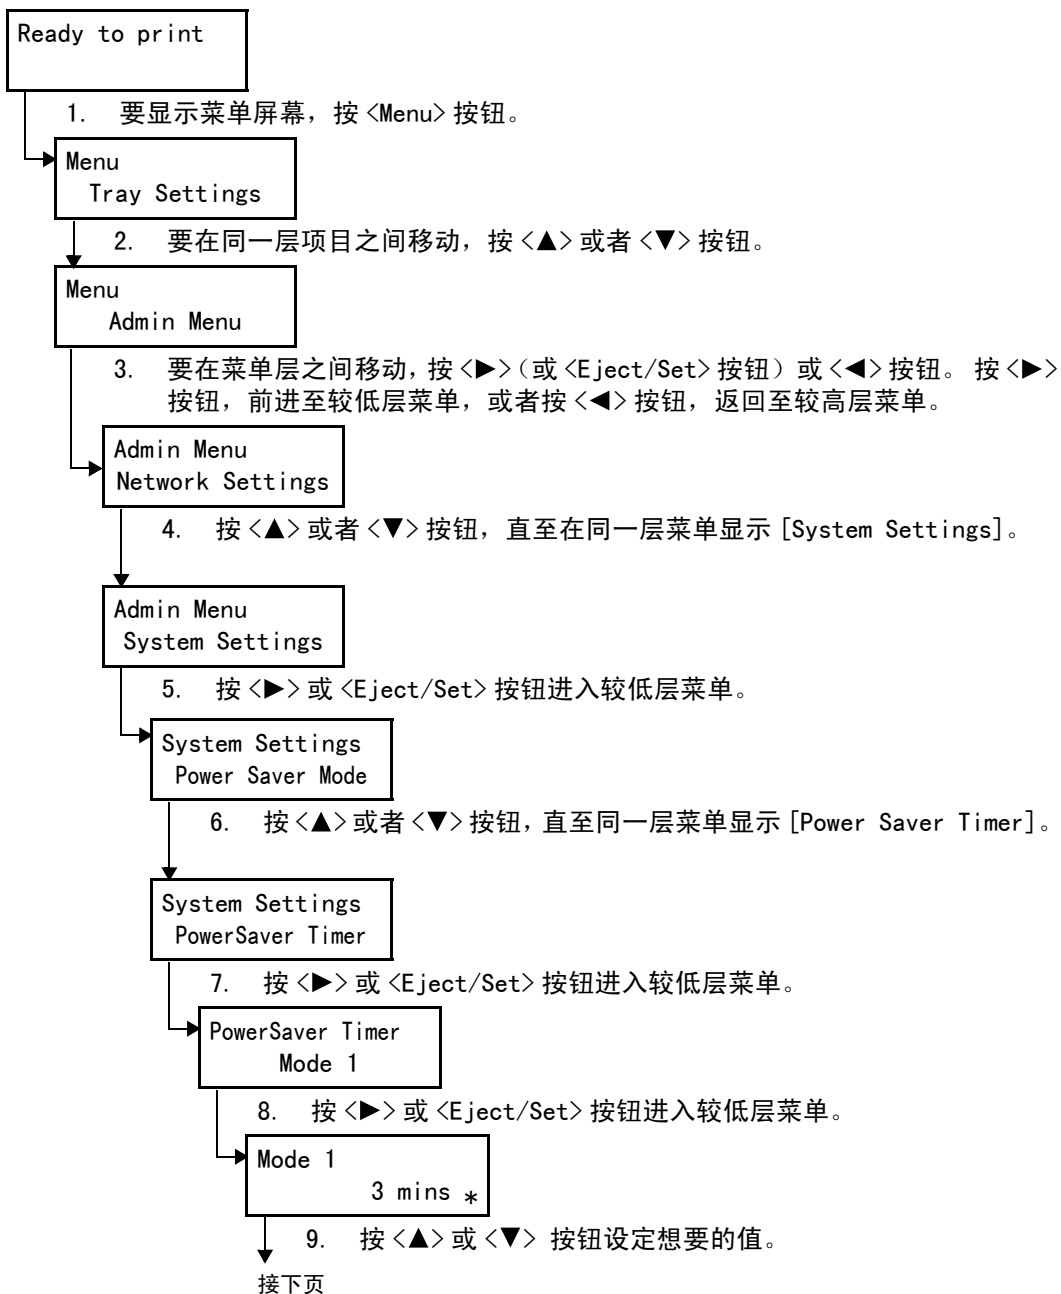 Ready to print
1. 要显示菜单屏幕，按 <Menu> 按钮。
Menu
Tray Settings
2. 要在同一层项目之间移动，按 <▲> 或者 <▼> 按钮。
Menu
Admin Menu
3. 要在菜单层之间移动，按 <▶>（或 <Eject/Set> 按钮）或 <◀> 按钮。 按 <▶>
按钮，前进至较低层菜单，或者按 <◀> 按钮，返回至较高层菜单。
Admin Menu
Network Settings
4. 按 <▲> 或者 <▼> 按钮，直至在同一层菜单显示 [System Settings]。
Admin Menu
System Settings
5. 按 <▶> 或 <Eject/Set> 按钮进入较低层菜单。
System Settings
Power Saver Mode
6. 按 <▲> 或者 <▼> 按钮，直至同一层菜单显示 [Power Saver Timer]。
System Settings
PowerSaver Timer
7. 按 <▶> 或 <Eject/Set> 按钮进入较低层菜单。
PowerSaver Timer
Mode 1
8. 按 <▶> 或 <Eject/Set> 按钮进入较低层菜单。
Mode 1
3 mins *
9. 按 <▲> 或 <▼> 按钮设定想要的值。
接下页